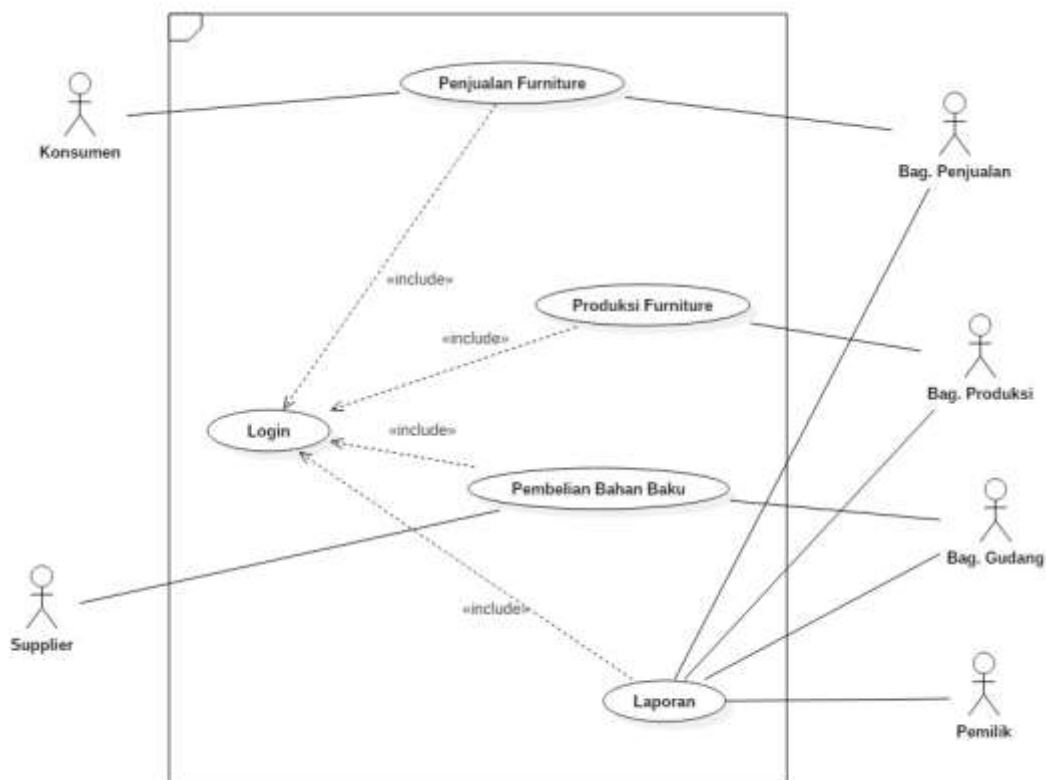 Penjualan Furniture
Konsumen
Bag. Penjualan
«include»
Produksi Furniture
«include»
Bag. Produksi
Login
«include»
Pembelian Bahan Baku
Bag. Gudang
«include»
Supplier
Laporan
Pemilik